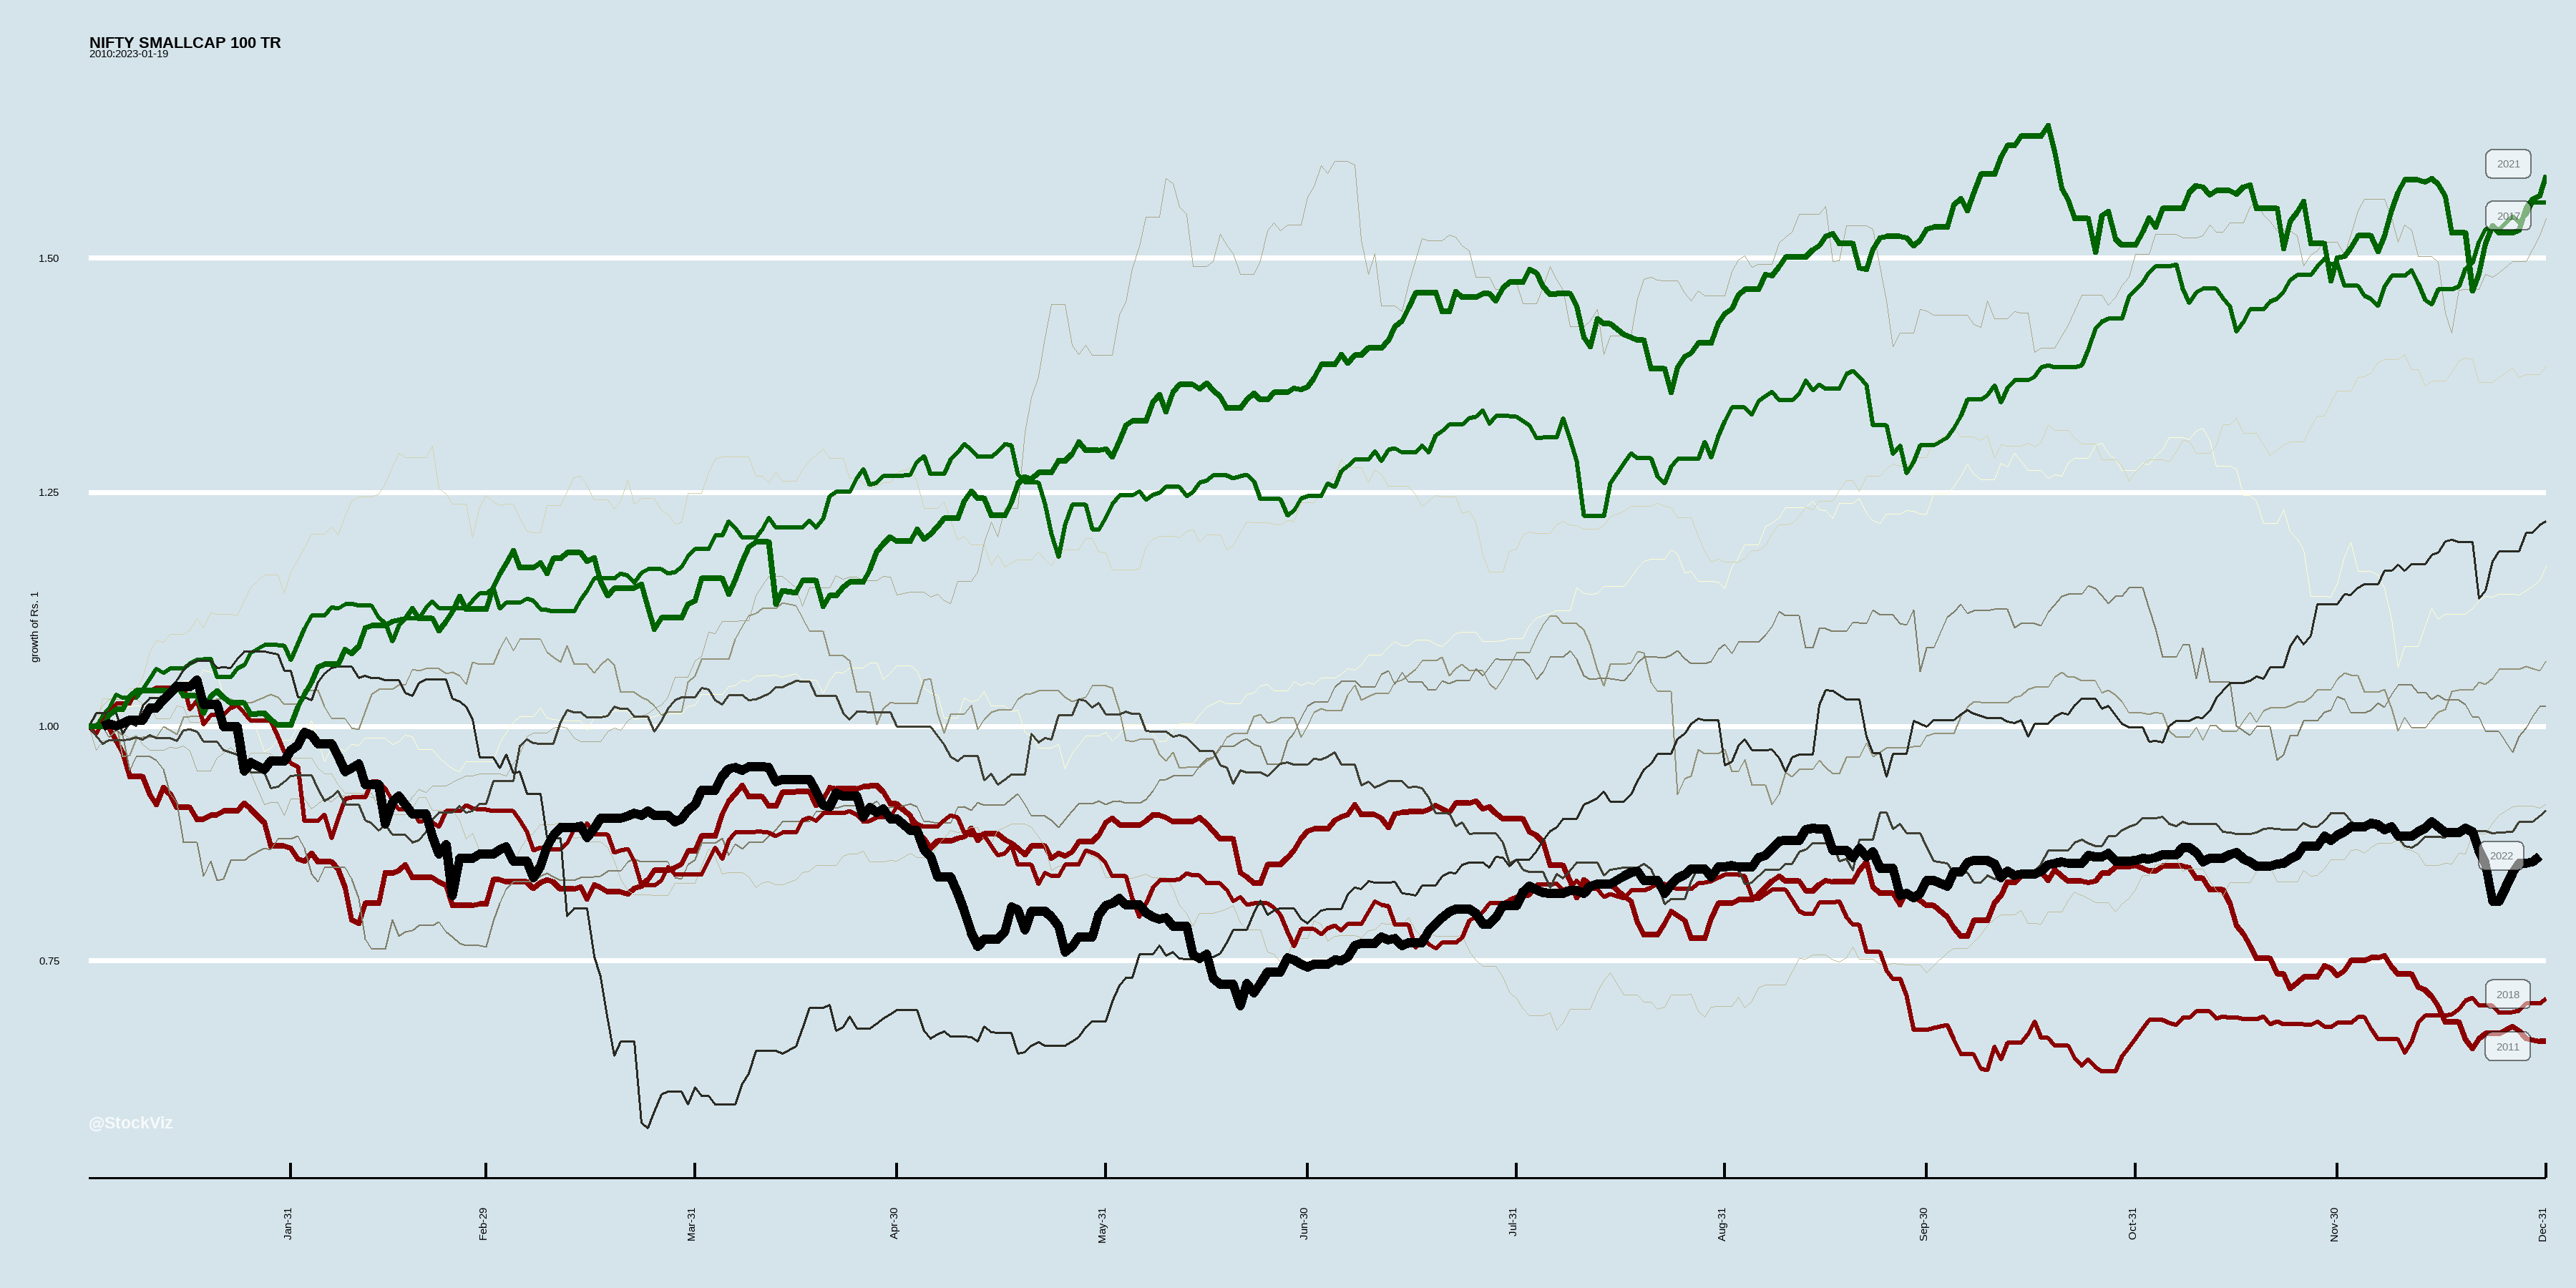 NIFTY SMALLCAP 100 TR
2010:2023-01-19
2021
2017
1.50
1.25
growth of Rs. 1
1.00
2022
0.75
2018
2011
@StockViz
Jan-31
Feb-29
Mar-31
Apr-30
May-31
Jun-30
Jul-31
Aug-31
Sep-30
Oct-31
Nov-30
Dec-31